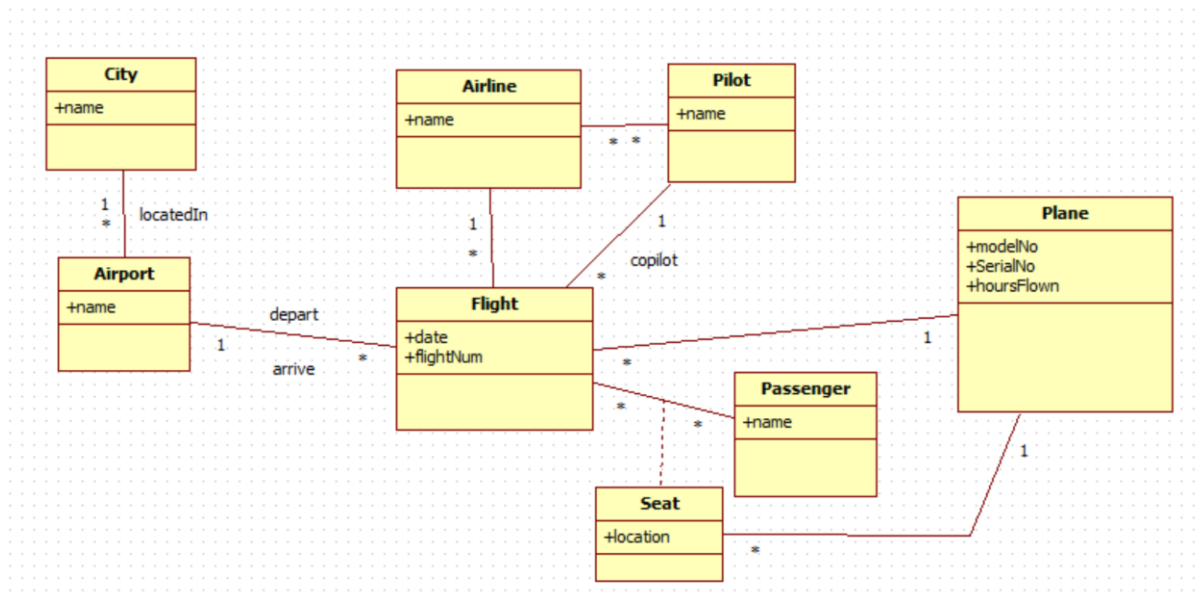 City
+name
1
*
locatedIn
Airport
+name
depart
1
*
arrive
Airline
+name
*
*
Pilot
+name
1
*
1
copilot
*
Flight
+date
+flightNum
*
1
Plane
+modelNo
+SerialNo
+hoursFlown
*
*
Passenger
+name
Seat
+location
*
1